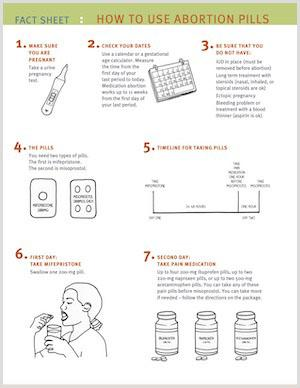 FACT SHEET : HOW TO USE ABORTION PILLS
1. MAKE SURE
YOU ARE
PREGNANT
Take a urine
pregnancy
test.
2. CHECK YOUR DATES
Use a calendar or a gestational
age calculator. Measure
the time from the
first day of your
last period to today.
Medication abortion
works up to 11 weeks
from the first day of
your last period.
3. BE SURE THAT YOU
DO NOT HAVE:
IUD in place (must be
removed before abortion)
Long term treatment with
steroids (nasal, inhaled, or
topical steroids are ok)
Ectopic pregnancy
Bleeding problem or
treatment with a blood
thinner (aspirin is ok)
4. THE PILLS
You need two types of pills.
The first is mifepristone.
The second is misoprostol.
MIFEPRISTONE
200MG
MISOPROSTOL
5. TIMELINE FOR TAKING PILLS
TAKE
MIFEPRISTONE
TAKE
PAIN
MEDICATION
ONE HOUR
BEFORE
MISOPROSTOL
TAKE
MISOPROSTOL
24-48 HOURS
ONE HOUR
DAY ONE
DAY TWO
6. FIRST DAY:
TAKE MIFEPRISTONE
Swallow one 200-mg pill.
7. SECOND DAY:
TAKE PAIN MEDICATION
Up to four 200-mg ibuprofen pills, up to two
220-mg naproxen pills, or up to two 500-mg
acetaminophen pills. You can take any of these
pain pills before misoprostol. You can take more
if needed – follow the directions on the package.
IBUPROFEN
NAPROXEN
ACETAMINOPHEN